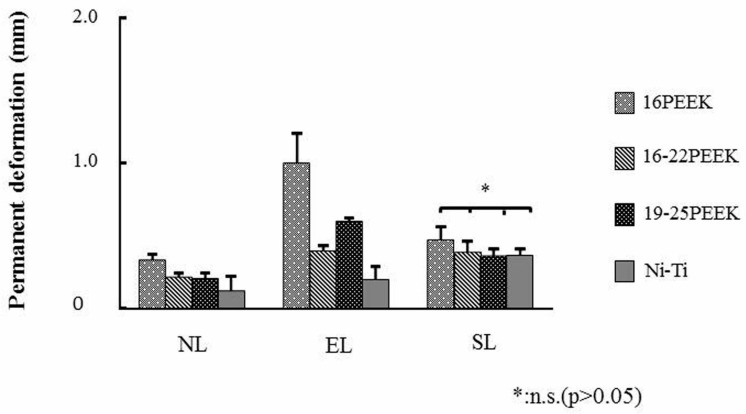 Permanent deformation (mm)
2.0
1.0
0
NL
EL
SL
*
16PEEK
16-22PEEK
19-25PEEK
Ni-Ti
*:n.s.(p>0.05)